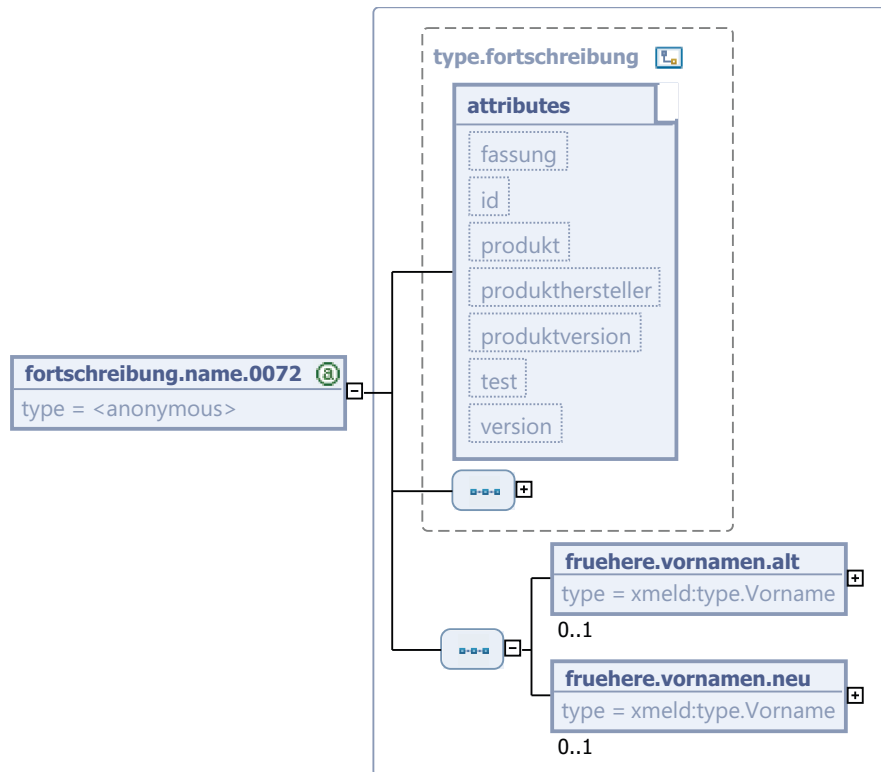 type.fortschreibung
attributes
fassung
id
produkt
produkthersteller
produktversion
test
version
fortschreibung.name.0072 @
type = <anonymous>
fruehere.vornamen.alt
type = xmeld:type.Vorname
0..1
fruehere.vornamen.neu
type = xmeld:type.Vorname
0..1